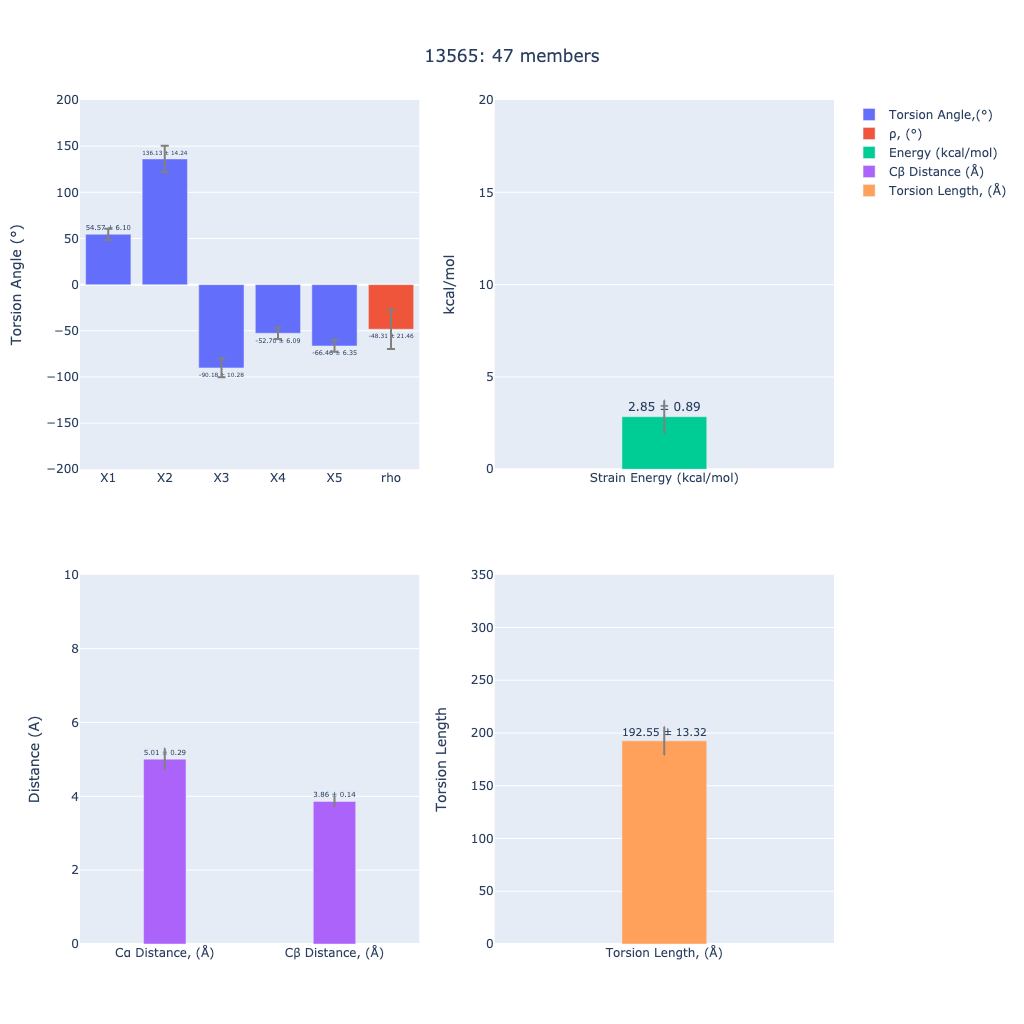 13565: 47 members
200
150
100
50
0
−50
−100
−150
−200
Torsion Angle (°)
54.57 ± 6.10
136.13 ± 14.24
-90.18 ± 10.28
-52.70 ± 6.09
-66.46 ± 6.35
-48.31 ± 21.46
X1 X2 X3 X4 X5 rho
20
15
10
5
0
kcal/mol
2.85 ± 0.89
Strain Energy (kcal/mol)
Torsion Angle,(°)
ρ, (°)
Energy (kcal/mol)
Cβ Distance (Å)
Torsion Length, (Å)
10
8
6
4
2
0
Distance (A)
5.01 ± 0.29
3.86 ± 0.14
Cα Distance, (Å) Cβ Distance, (Å)
350
300
250
200
150
100
50
0
Torsion Length
192.55 ± 13.32
Torsion Length, (Å)